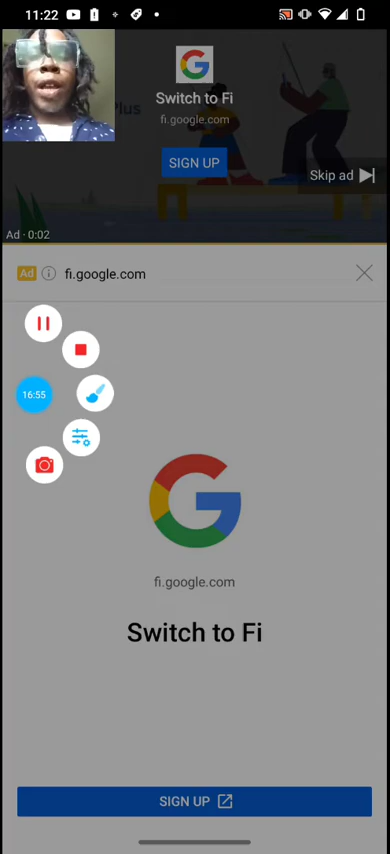 11:22
Switch to Fi
Plus
fi.google.com
SIGN UP
Skip ad
Ad · 0:02
Ad fi.google.com
16:55
fi.google.com
Switch to Fi
SIGN UP